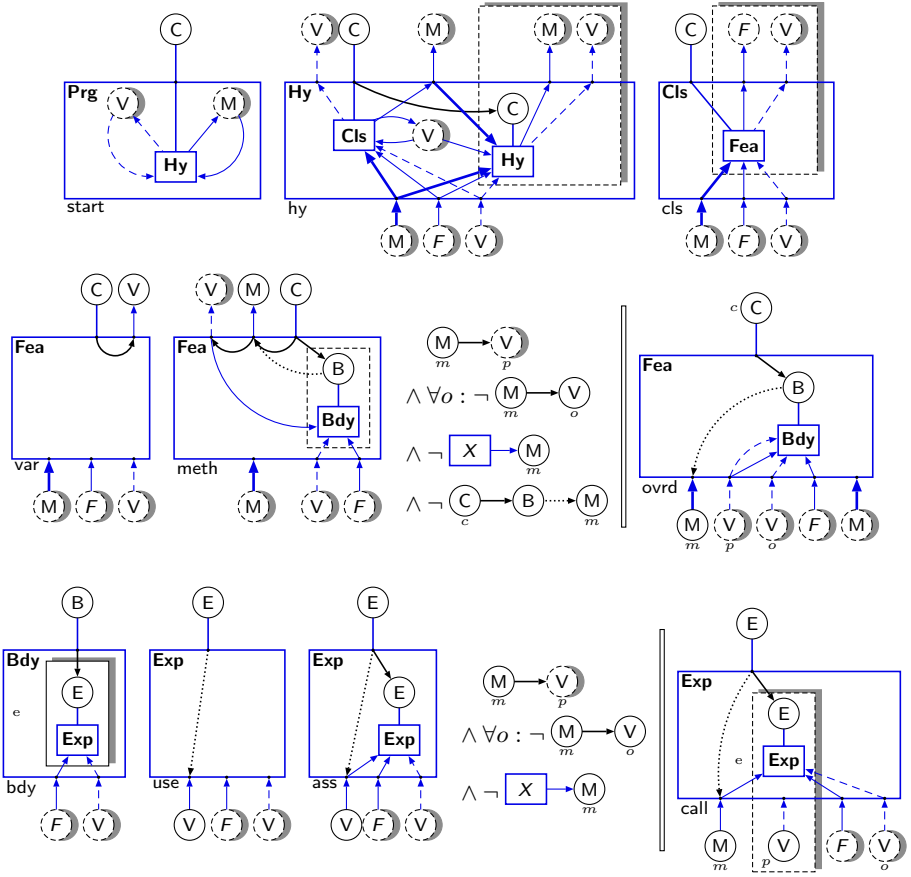 C
V C M M V
C F V
Prg
V M
Hy
start
Hy
C
Cls V
Hy
hy
M F V
Cls
Fea
cls
M F V
C V
Fea
var
M F V
V M C
Fea
B
Bdy
meth
M V F
M → V
m p
∧ ∀o : ¬ M → V
m o
∧ ¬ X → M
m
∧ ¬ C → B ⋯→ M
c m
c C
Fea
B
Bdy
ovrd
M V V F M
m p o
B
Bdy
E
e
Exp
bdy
F V
E
Exp
use
V F V
E
Exp
E
Exp
ass
V F V
M → V
m p
∧ ∀o : ¬ M → V
m o
∧ ¬ X → M
m
E
Exp
E
e
Exp
call
M V F V
m p o